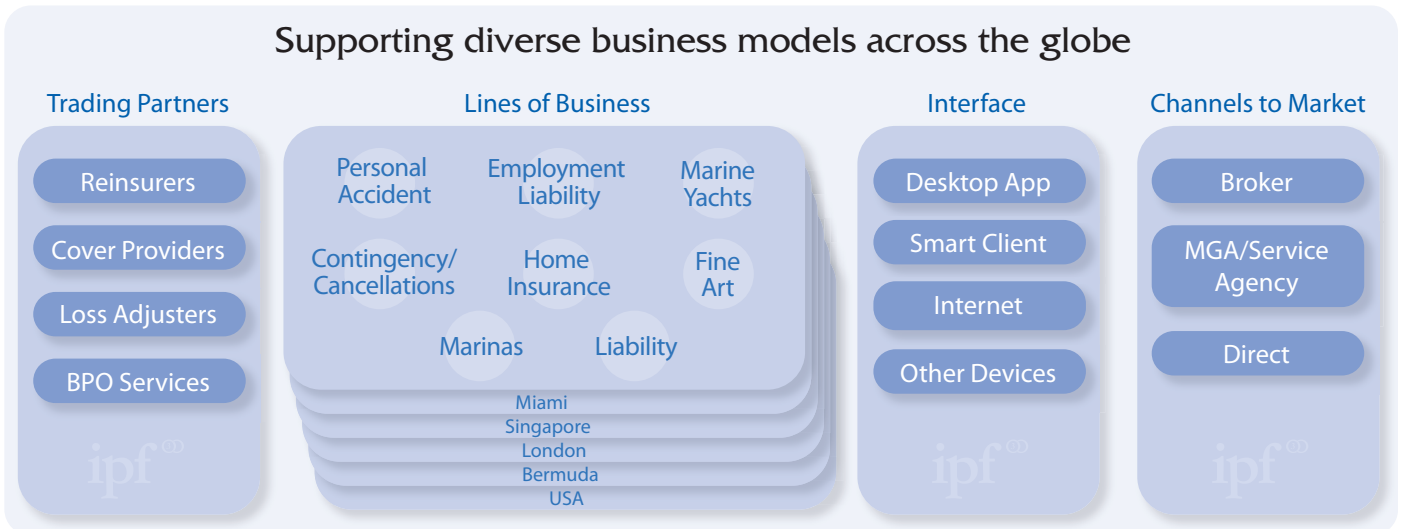 Supporting diverse business models across the globe
Trading Partners
Reinsurers
Cover Providers
Loss Adjusters
BPO Services
ipf
Lines of Business
Personal
Accident
Employment
Liability
Marine
Yachts
Contingency/
Cancellations
Home
Insurance
Fine
Art
Marinas
Liability
Miami
Singapore
London
Bermuda
USA
Interface
Desktop App
Smart Client
Internet
Other Devices
ipf
Channels to Market
Broker
MGA/Service
Agency
Direct
ipf